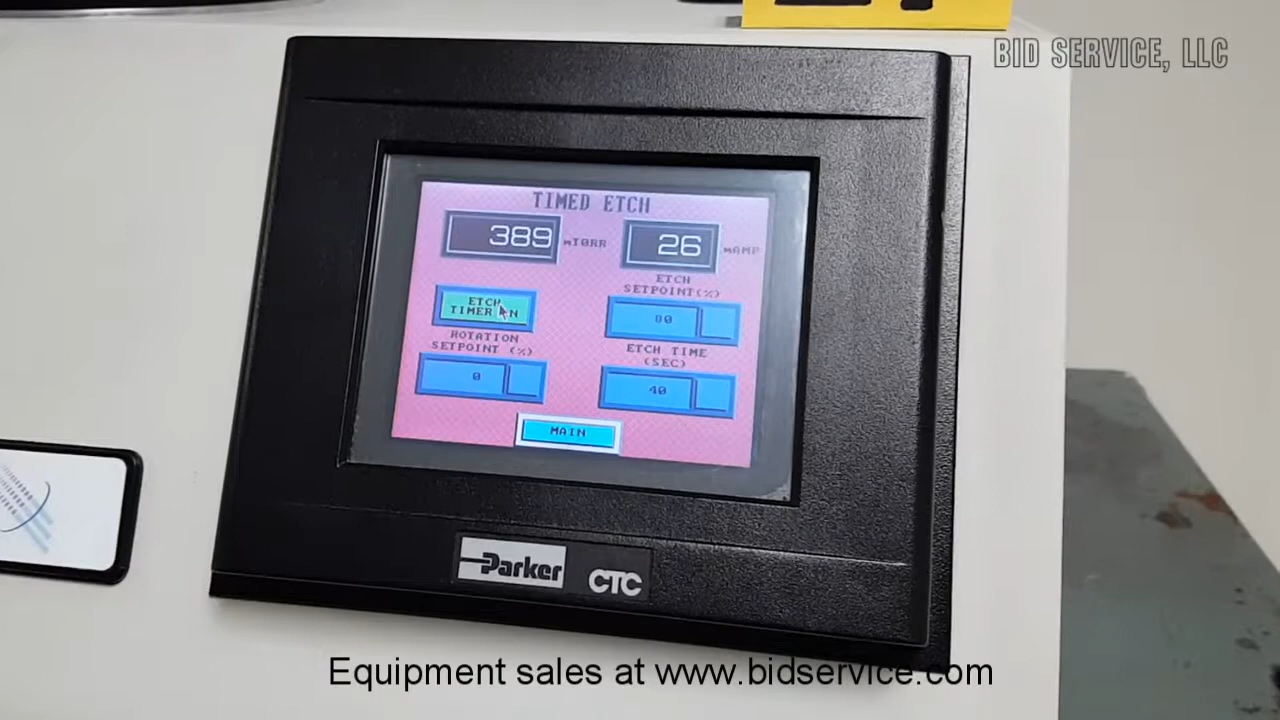 BID SERVICE, LLC
TIMED ETCH
389 mTORR
26 mAMP
ETCH
SETPOINT(%)
80
ETCH
TIMER ON
ROTATION
SETPOINT (%)
0
ETCH TIME
(SEC)
40
MAIN
Parker CTC
Equipment sales at www.bidservice.com